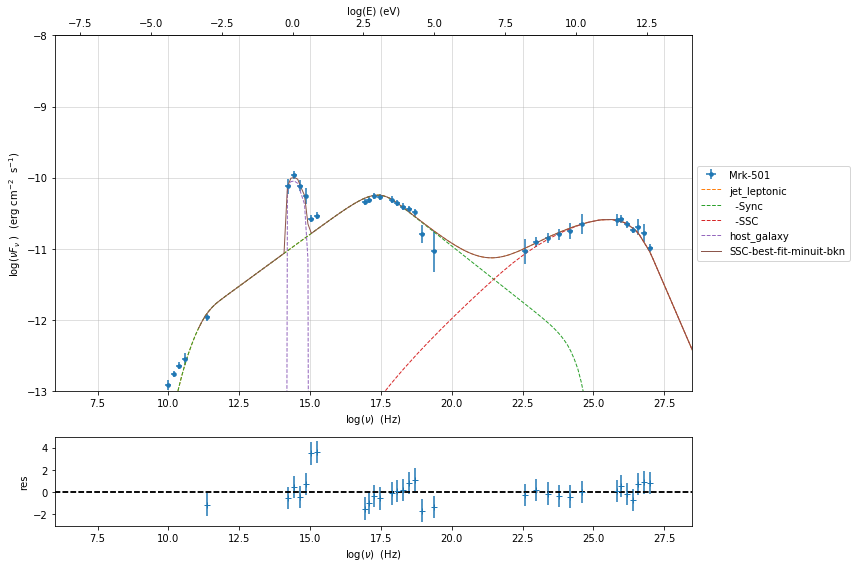 log(E) (eV)
−7.5 −5.0 −2.5 0.0 2.5 5.0 7.5 10.0 12.5
−8
−9
−10
−11
−12
−13
log(νFν) (erg cm⁻² s⁻¹)
7.5 10.0 12.5 15.0 17.5 20.0 22.5 25.0 27.5
log(ν) (Hz)
Mrk-501
jet_leptonic
-Sync
-SSC
host_galaxy
SSC-best-fit-minuit-bkn
4
2
0
−2
res
7.5 10.0 12.5 15.0 17.5 20.0 22.5 25.0 27.5
log(ν) (Hz)